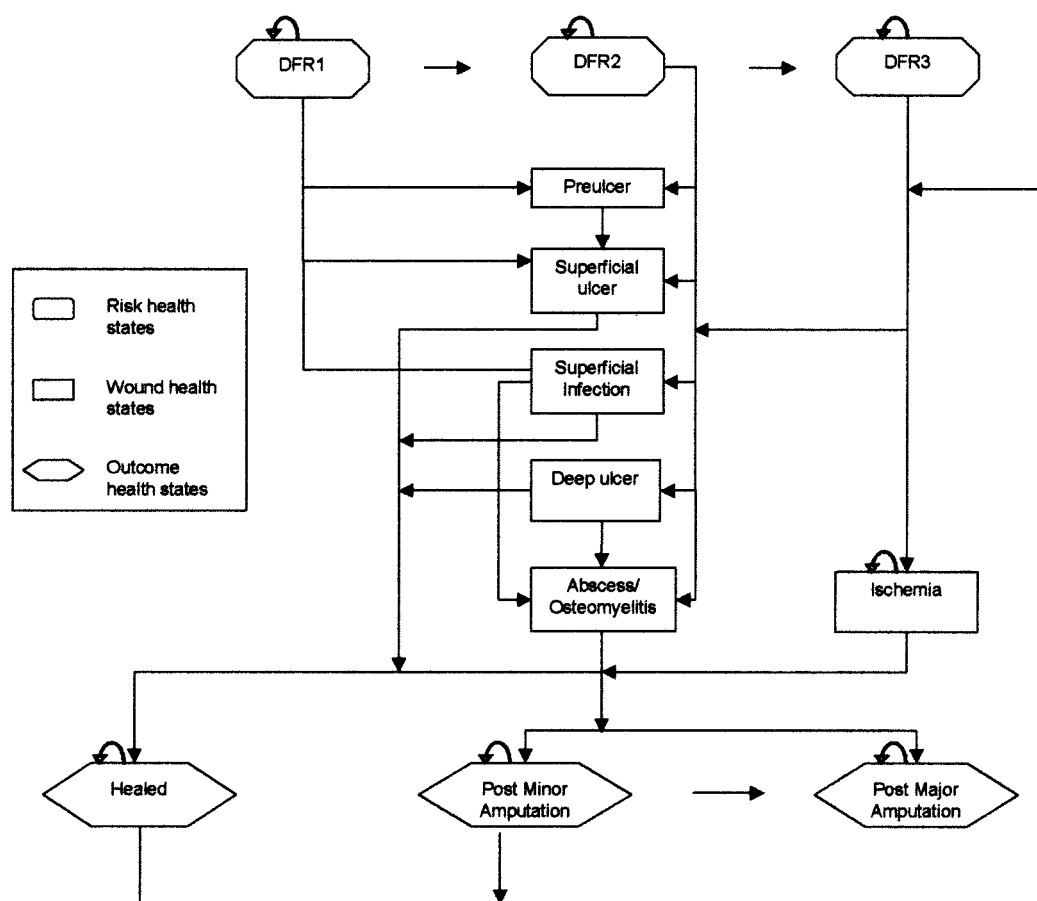 DFR1
DFR2
DFR3
Preulcer
Superficial
ulcer
Risk health
states
Superficial
Infection
Wound health
states
Deep ulcer
Outcome
health states
Abscess/
Osteomyelitis
Ischemia
Healed
Post Minor
Amputation
Post Major
Amputation